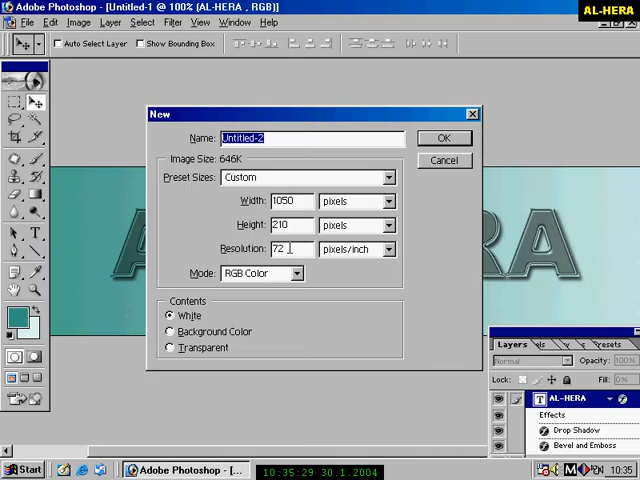 Adobe Photoshop - [Untitled-1 @ 100% (AL-HERA , RGB)]
AL-HERA
File Edit Image Layer Select Filter View Window Help
Auto Select Layer Show Bounding Box
New
Name: Untitled-2
OK
Image Size: 646K
Cancel
Preset Sizes: Custom
Width: 1050 pixels
Height: 210 pixels
Resolution: 72 pixels/inch
Mode: RGB Color
Contents
White
Background Color
Transparent
A
RA
T
Layers
Presets
Normal Opacity: 100%
Lock: Fill: 0%
T AL-HERA
Effects
Drop Shadow
Bevel and Emboss
Start Adobe Photoshop - [... 10:35:29 30.1.2004 10:35